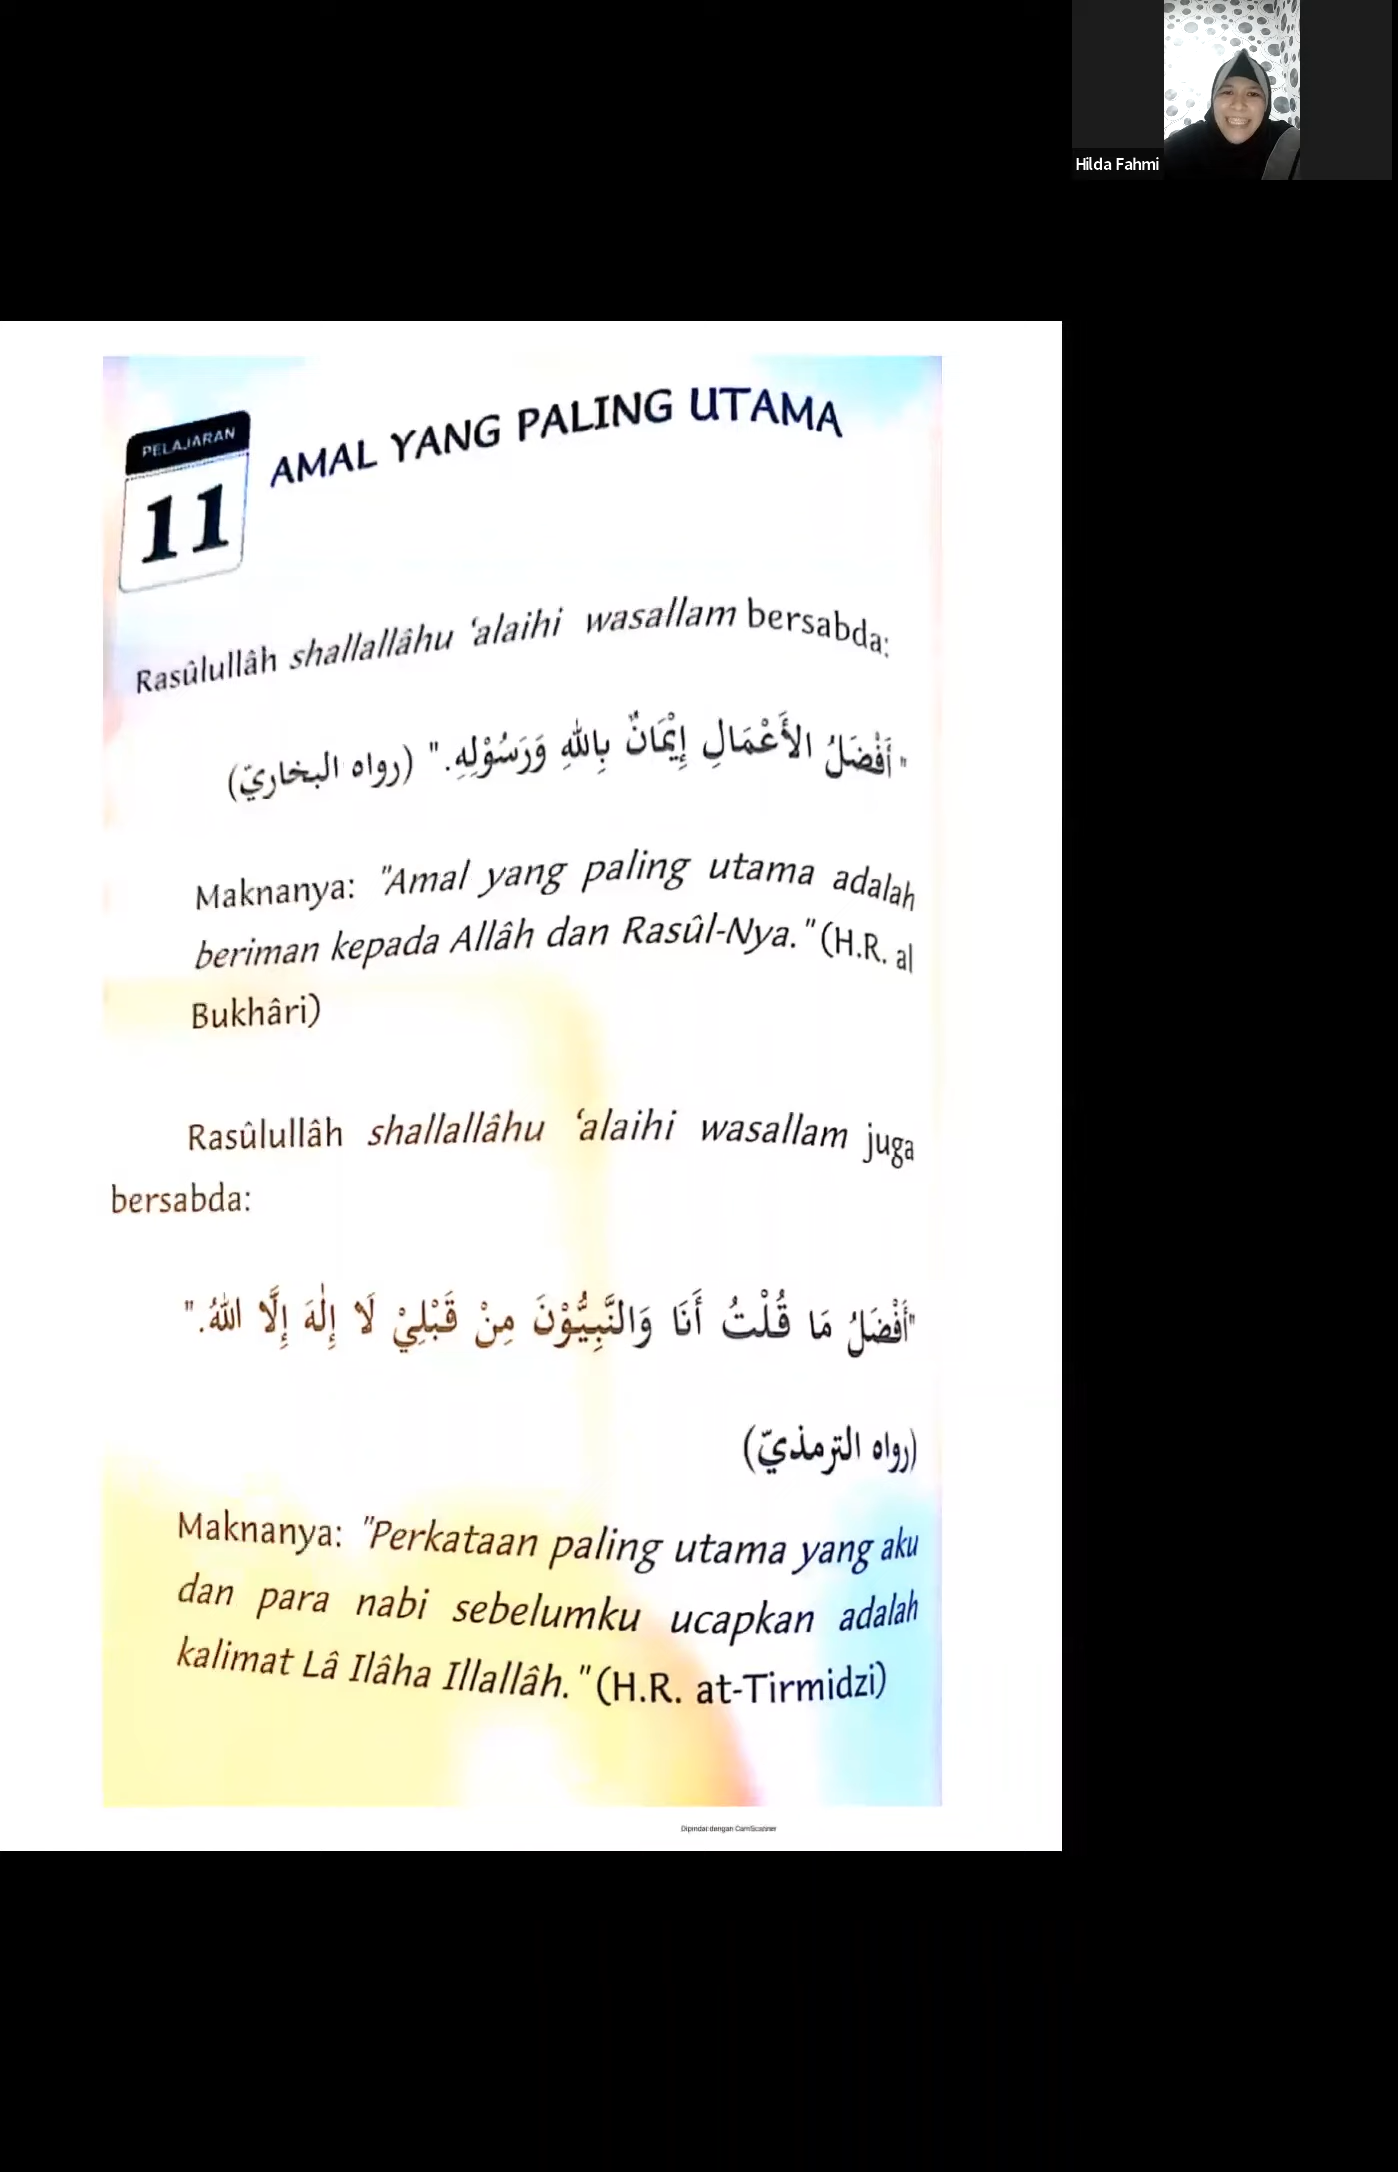 Hilda Fahmi
PELAJARAN
11
AMAL YANG PALING UTAMA
Rasûlullâh shallallâhu ‘alaihi wasallam bersabda:
"أَفْضَلُ الأَعْمَالِ إِيْمَانٌ بِاللهِ وَرَسُوْلِهِ." (رواه البخاريّ)
Maknanya: "Amal yang paling utama adalah
beriman kepada Allâh dan Rasûl-Nya." (H.R. al
Bukhâri)
Rasûlullâh shallallâhu ‘alaihi wasallam juga
bersabda:
"أَفْضَلُ مَا قُلْتُ أَنَا وَالنَّبِيُّوْنَ مِنْ قَبْلِيْ لَا إِلٰهَ إِلَّا اللهُ."
(رواه الترمذيّ)
Maknanya: "Perkataan paling utama yang aku
dan para nabi sebelumku ucapkan adalah
kalimat Lâ Ilâha Illallâh." (H.R. at-Tirmidzi)
Dipindai dengan CamScanner